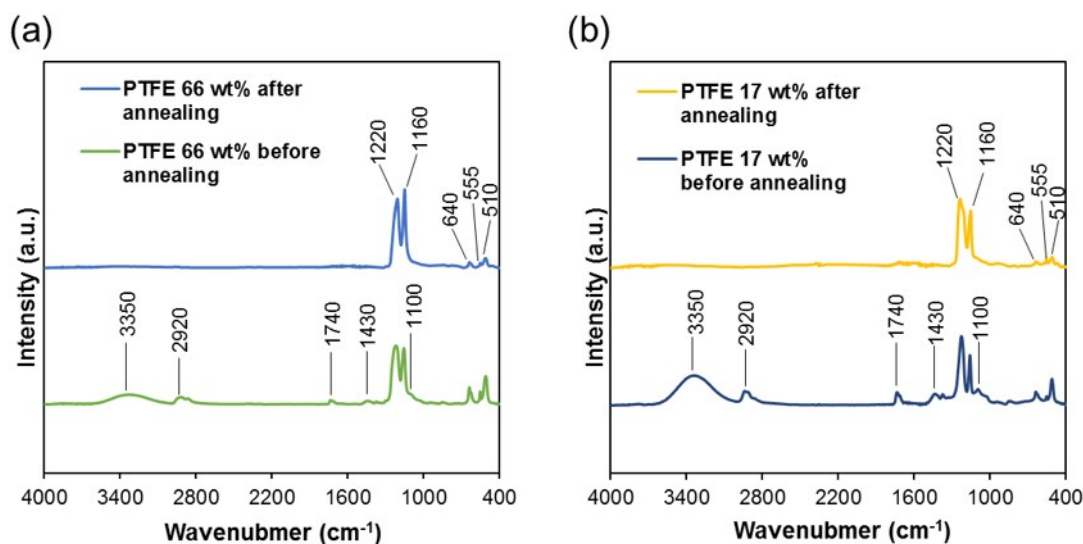 (a)
PTFE 66 wt% after
annealing
PTFE 66 wt% before
annealing
1220
1160
640
555
510
3350
2920
1740
1430
1100
Intensity (a.u.)
4000 3400 2800 2200 1600 1000 400
Wavenubmer (cm⁻¹)
(b)
PTFE 17 wt% after
annealing
PTFE 17 wt%
before annealing
1220
1160
640
555
510
3350
2920
1740
1430
1100
Intensity (a.u.)
4000 3400 2800 2200 1600 1000 400
Wavenubmer (cm⁻¹)